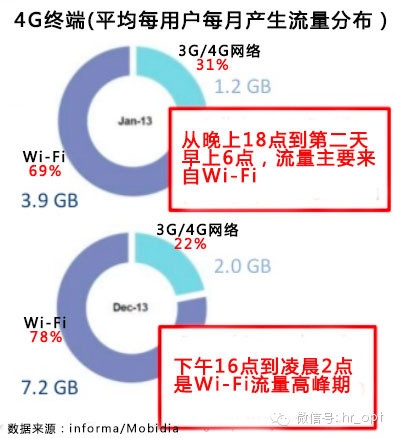 4G终端(平均每用户每月产生流量分布)
3G/4G网络
31%
1.2 GB
Jan-13
从晚上18点到第二天
早上6点，流量主要来
自Wi-Fi
Wi-Fi
69%
3.9 GB
3G/4G网络
22%
2.0 GB
Dec-13
Wi-Fi
78%
下午16点到凌晨2点
是Wi-Fi流量高峰期
7.2 GB
数据来源：informa/Mobidia
微信号: hr_opt